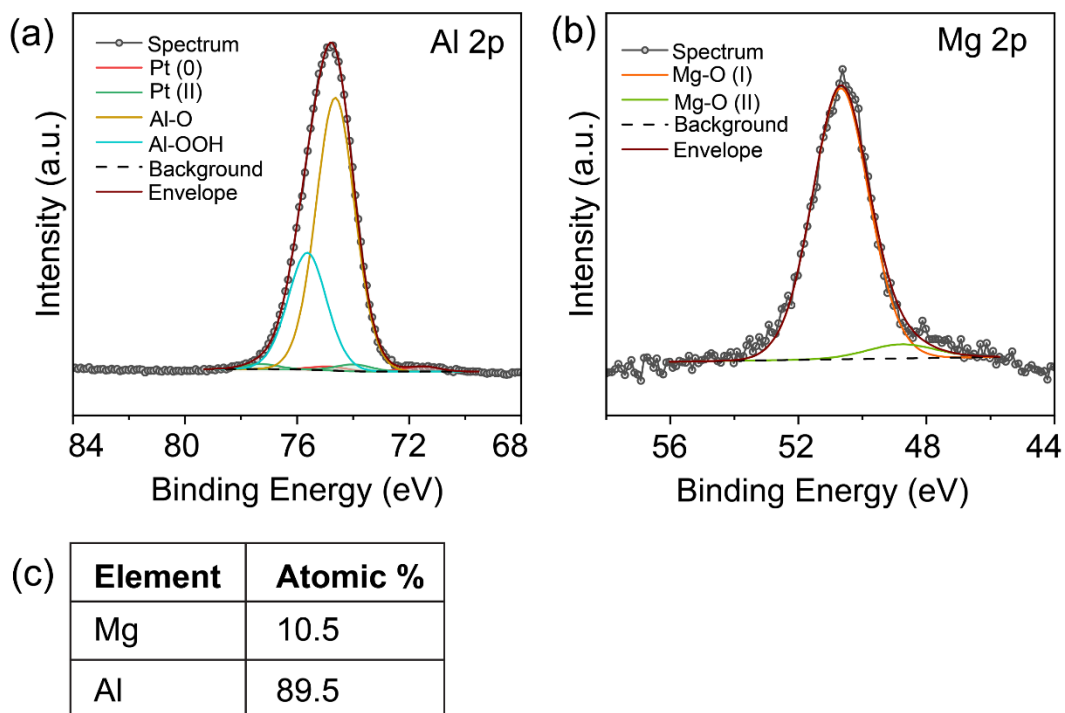 (a)
Al 2p
Spectrum
Pt (0)
Pt (II)
Al-O
Al-OOH
Background
Envelope
Intensity (a.u.)
84 80 76 72 68
Binding Energy (eV)
(b)
Mg 2p
Spectrum
Mg-O (I)
Mg-O (II)
Background
Envelope
Intensity (a.u.)
56 52 48 44
Binding Energy (eV)
(c)
Element Atomic %
Mg 10.5
Al 89.5